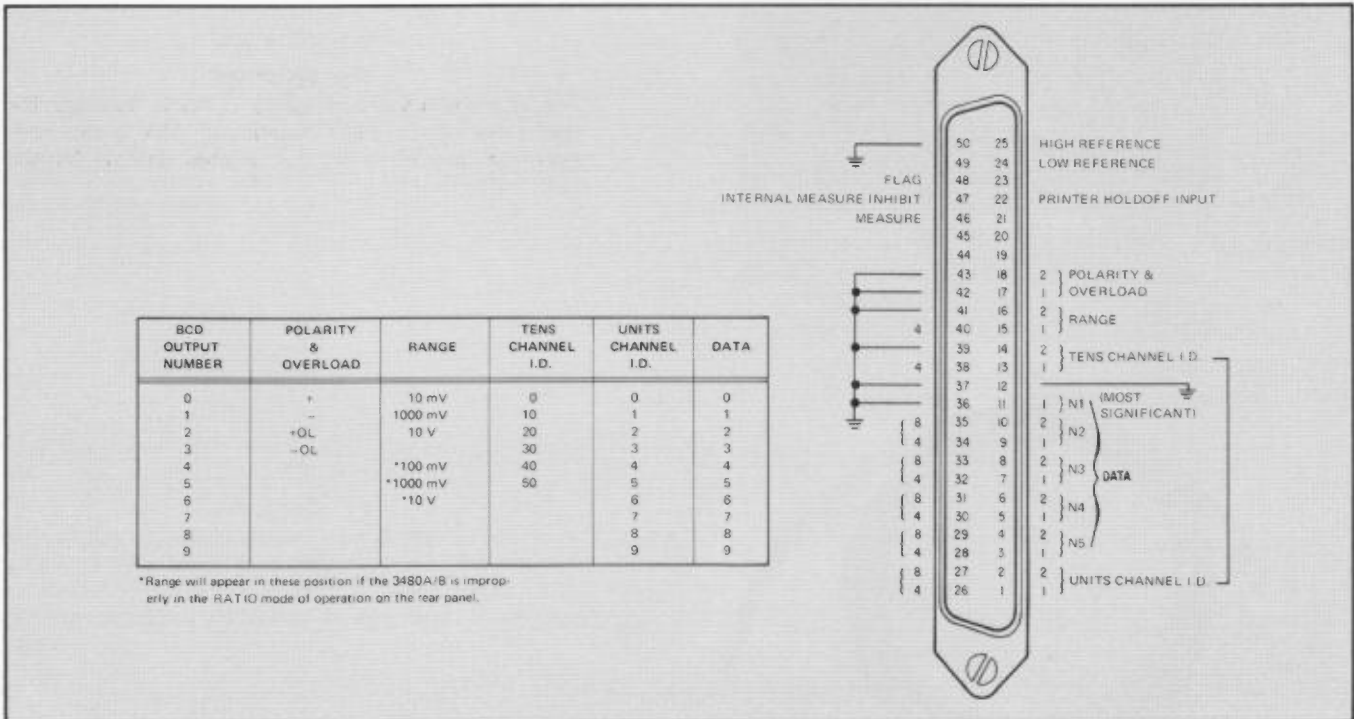 BCD OUTPUT NUMBER POLARITY & OVERLOAD RANGE TENS CHANNEL I.D. UNITS CHANNEL I.D. DATA
0 + 10 mV 0 0 0
1 – 1000 mV 10 1 1
2 +OL 10 V 20 2 2
3 –OL 30 3 3
4 *100 mV 40 4 4
5 *1000 mV 50 5 5
6 *10 V 6 6
7 7 7
8 8 8
9 9 9
*Range will appear in these position if the 3480A/B is improp-
erly in the RATIO mode of operation on the rear panel.
50 25 HIGH REFERENCE
49 24 LOW REFERENCE
FLAG 48 23
INTERNAL MEASURE INHIBIT 47 22 PRINTER HOLDOFF INPUT
MEASURE 46 21
45 20
44 19
43 18 2 POLARITY &
42 17 1 OVERLOAD
41 16 2 RANGE
4 40 15 1
39 14 2 TENS CHANNEL I.D.
4 38 13 1
37 12
36 11 1 N1 (MOST SIGNIFICANT)
8 35 10 2 N2
4 34 9 1
8 33 8 2 N3
4 32 7 1 DATA
8 31 6 2 N4
4 30 5 1
8 29 4 2 N5
4 28 3 1
8 27 2 2 UNITS CHANNEL I.D.
4 26 1 1